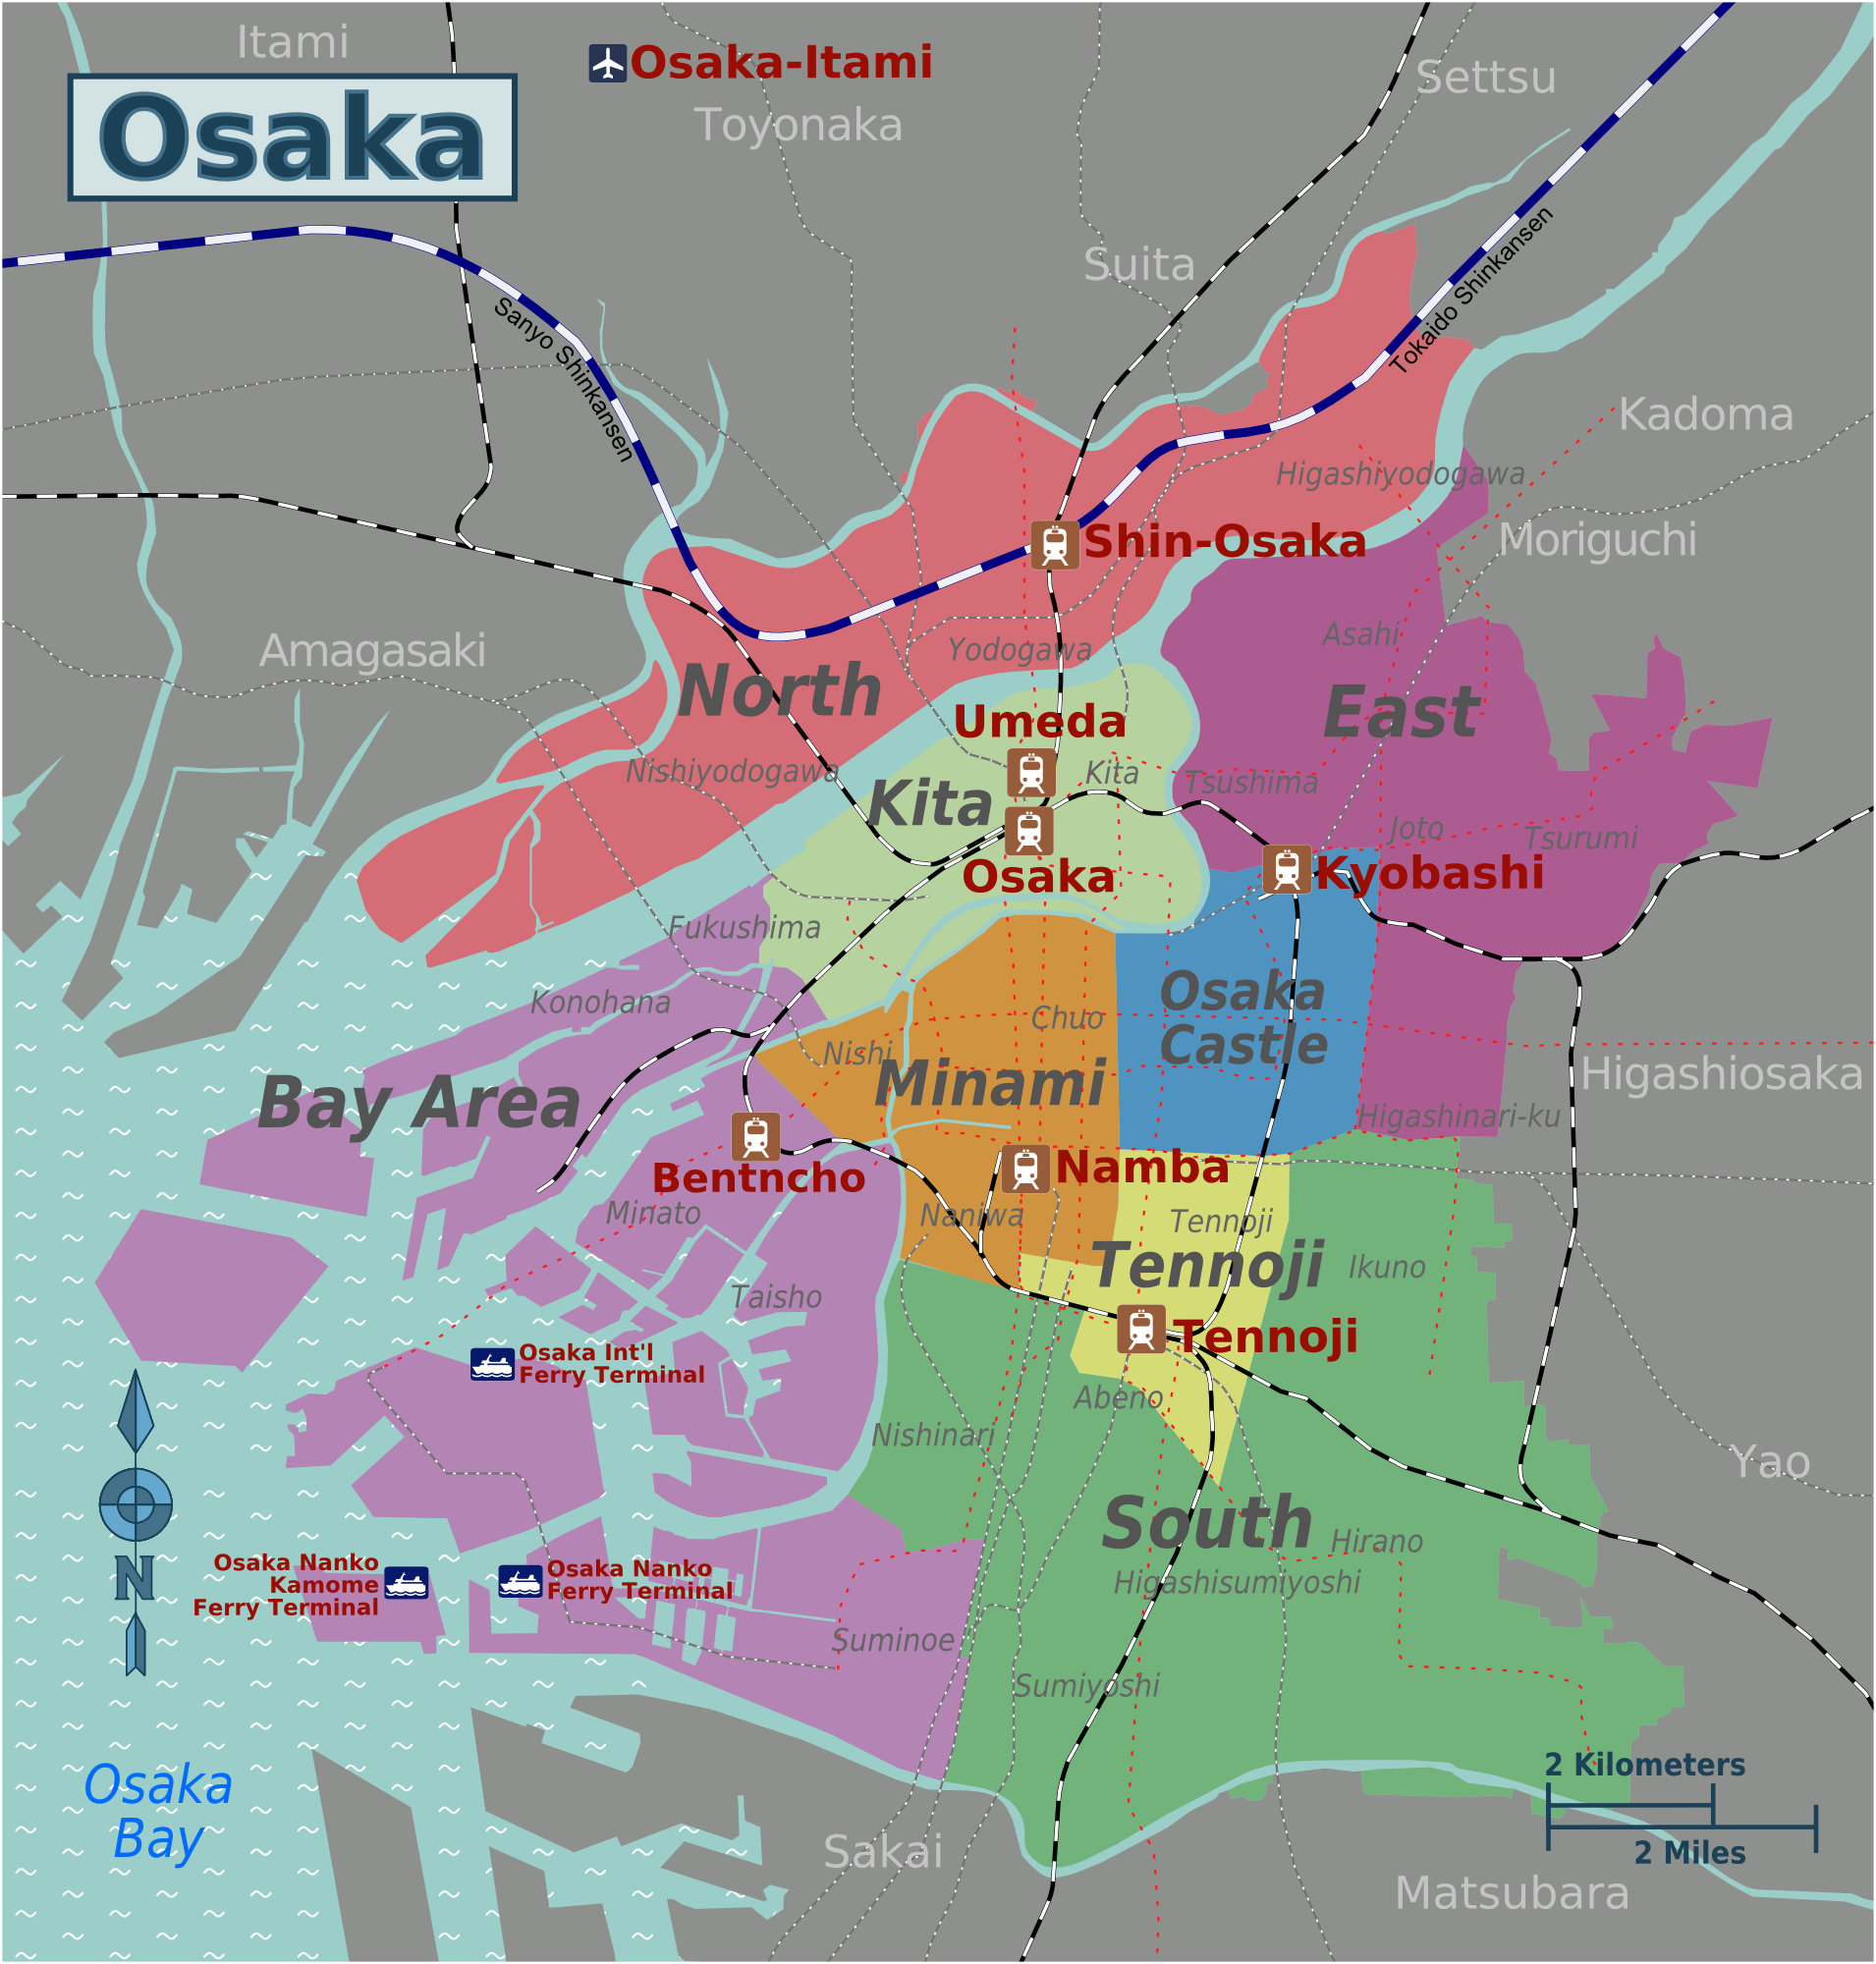 Itami
Osaka-Itami
Settsu
Osaka
Toyonaka
Suita
Tokaido Shinkansen
Sanyo Shinkansen
Kadoma
Higashiyodogawa
Shin-Osaka
Moriguchi
Asahi
Amagasaki
Yodogawa
North
East
Umeda
Nishiyodogawa
Kita
Tsushima
Kita
Joto
Tsurumi
Osaka
Kyobashi
Fukushima
Konohana
Osaka
Castle
Chuo
Nishi
Minami
Higashiosaka
Bay Area
Higashinari-ku
Bentncho
Namba
Minato
Naniwa
Tennoji
Tennoji
Ikuno
Taisho
Tennoji
Osaka Int'l
Ferry Terminal
Abeno
Nishinari
Yao
South
Hirano
Higashisumiyoshi
N
Osaka Nanko
Kamome
Ferry Terminal
Osaka Nanko
Ferry Terminal
Suminoe
Sumiyoshi
Osaka
Bay
2 Kilometers
2 Miles
Sakai
Matsubara